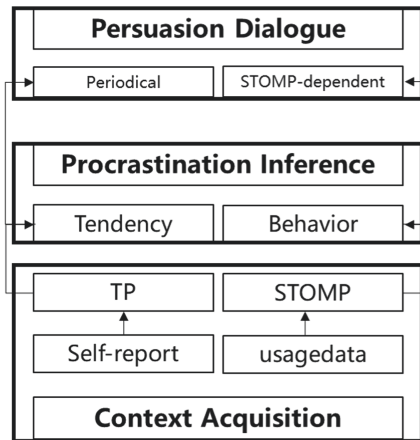 Persuasion Dialogue
Periodical STOMP-dependent
Procrastination Inference
Tendency Behavior
TP STOMP
Self-report usagedata
Context Acquisition